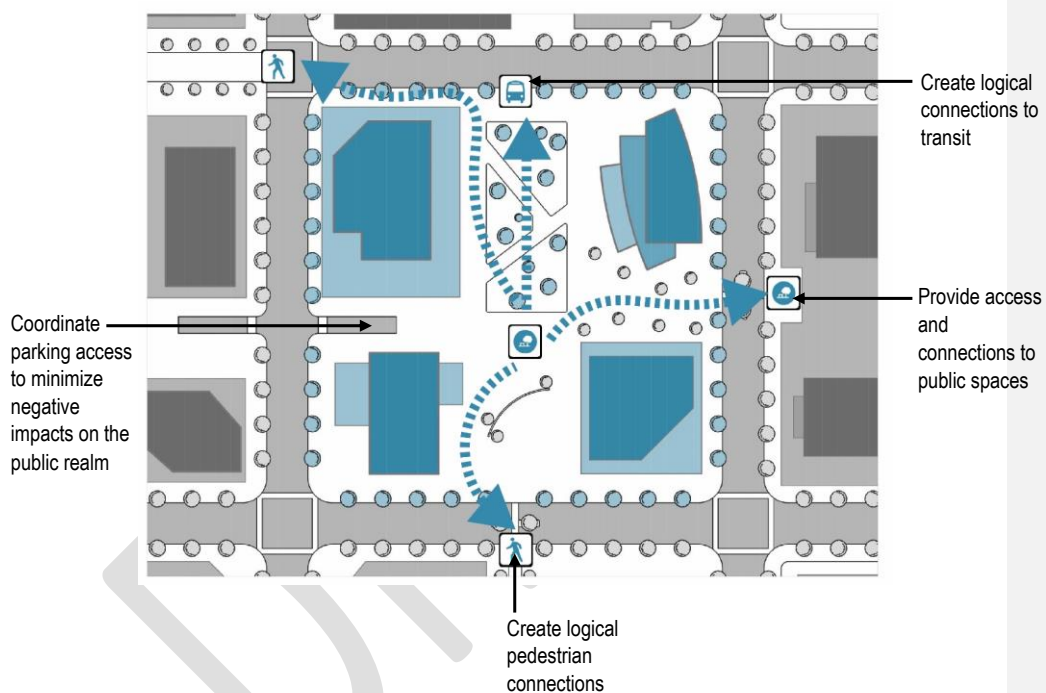 Create logical
connections to
transit
Provide access
and
connections to
public spaces
Coordinate
parking access
to minimize
negative
impacts on the
public realm
Create logical
pedestrian
connections